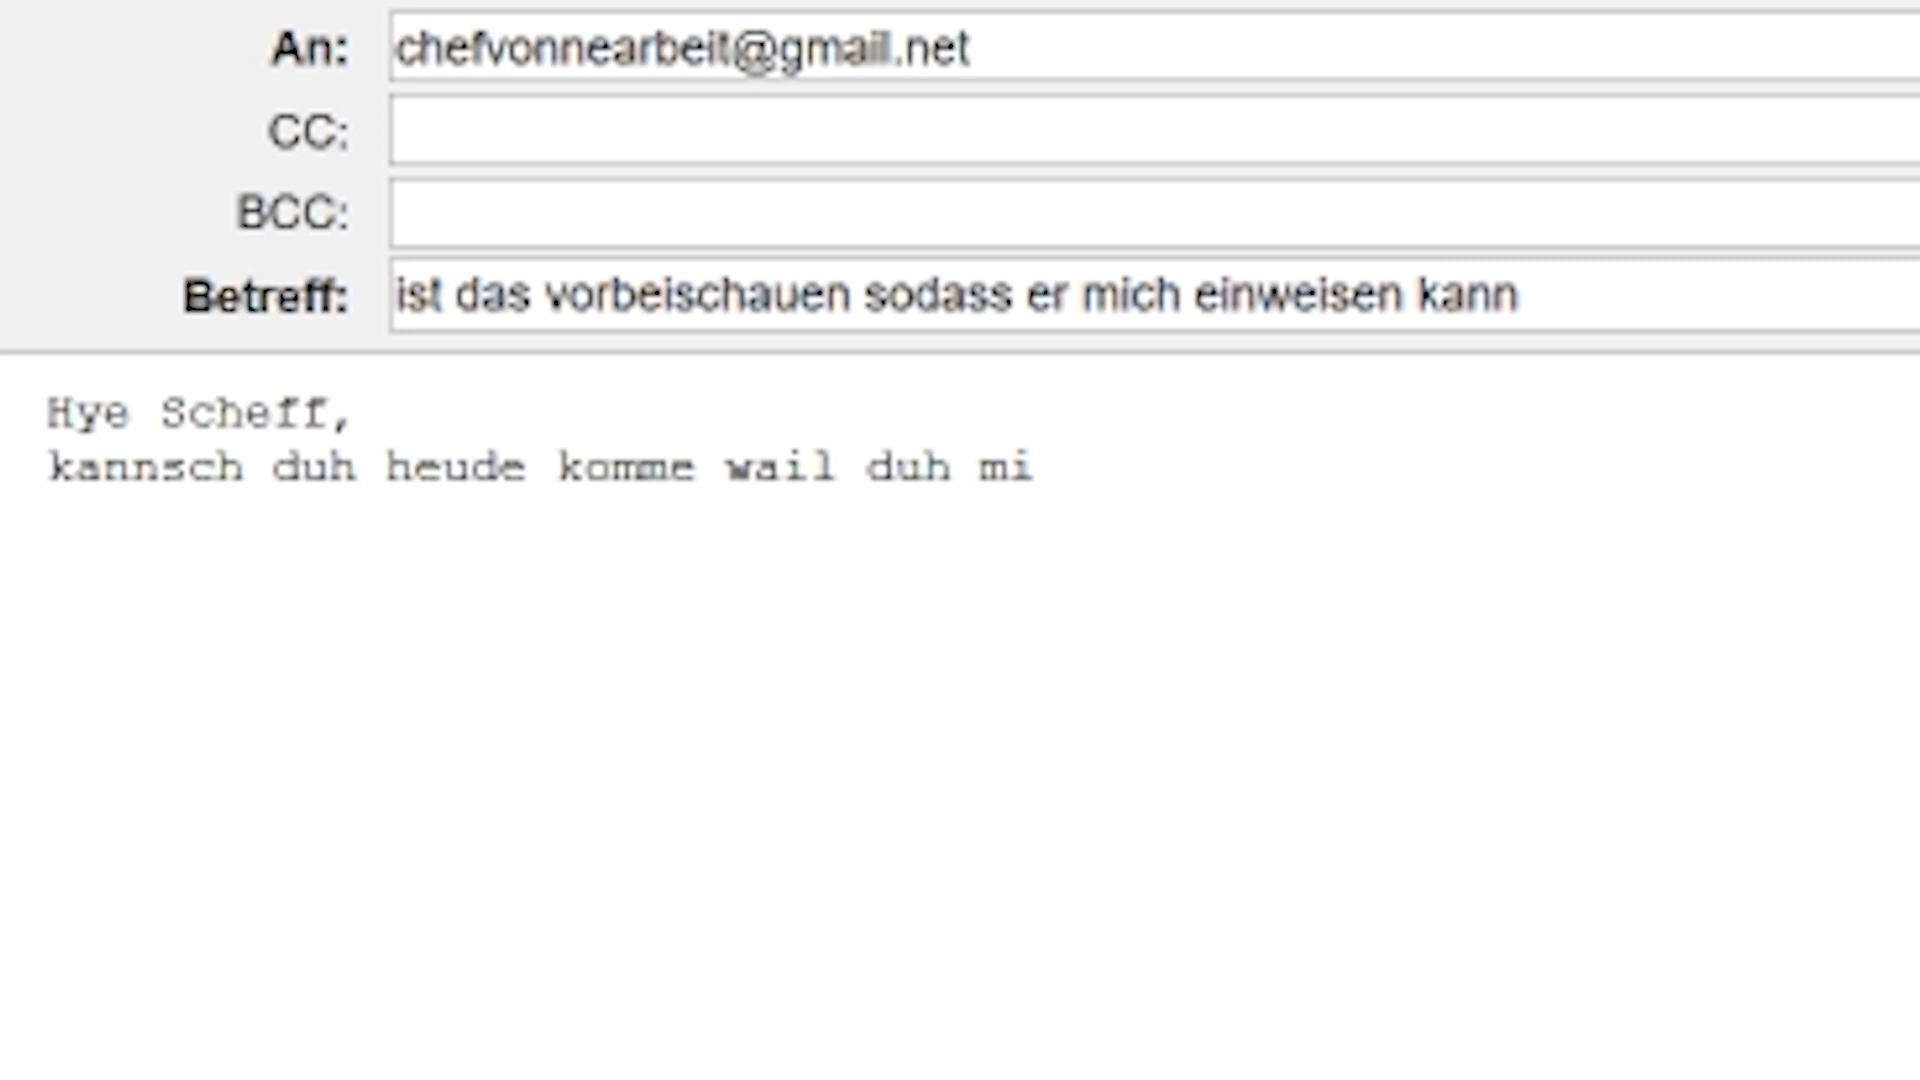 An: chefvonnearbeit@gmail.net
CC:
BCC:
Betreff: ist das vorbeischauen sodass er mich einweisen kann
Hye Scheff,
kannsch duh heude komme wail duh mi